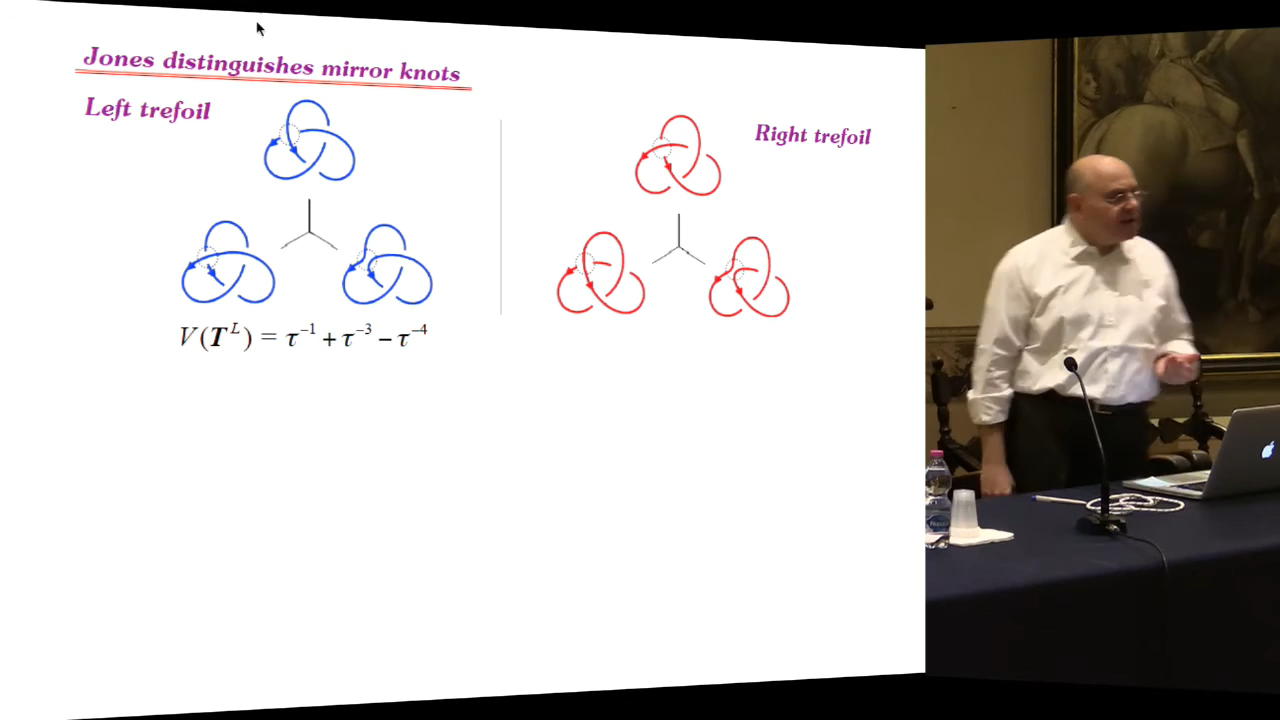 Jones distinguishes mirror knots
Left trefoil
Right trefoil
V(T^L) = τ^{-1} + τ^{-3} − τ^{-4}